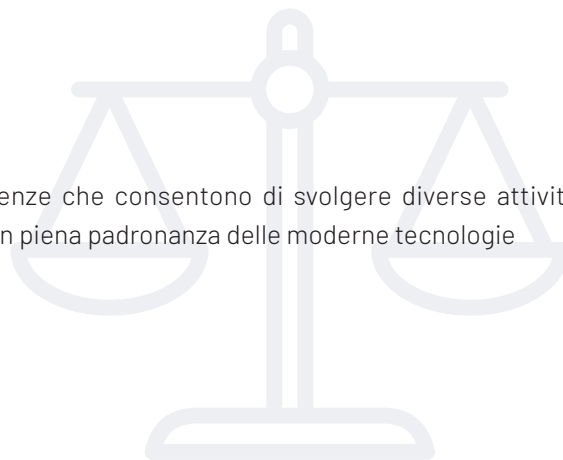 enze che consentono di svolgere diverse attivit
n piena padronanza delle moderne tecnologie